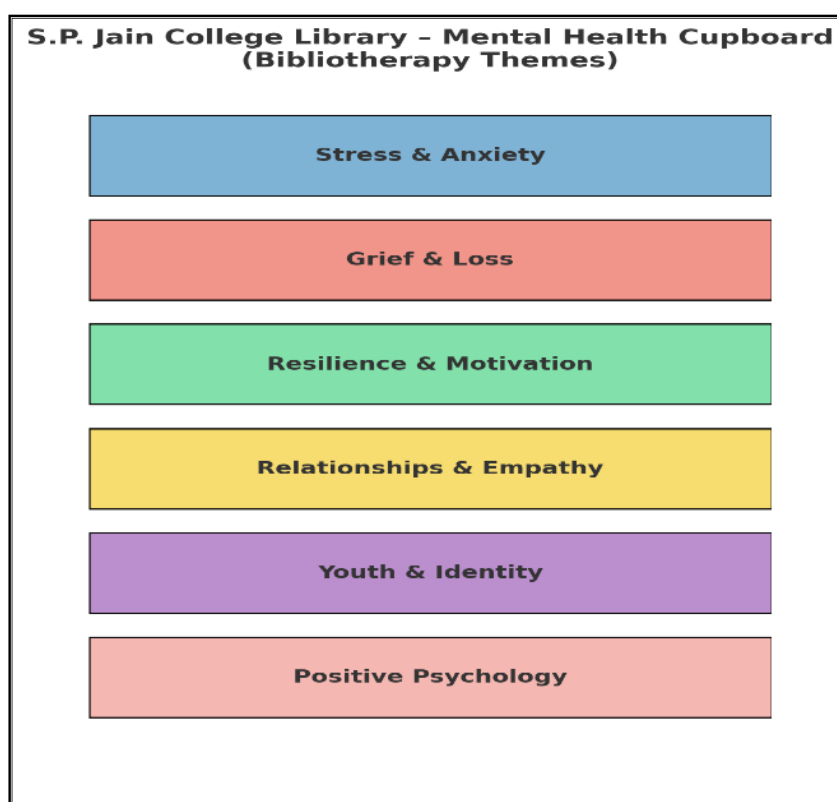 S.P. Jain College Library – Mental Health Cupboard
(Bibliotherapy Themes)
Stress & Anxiety
Grief & Loss
Resilience & Motivation
Relationships & Empathy
Youth & Identity
Positive Psychology